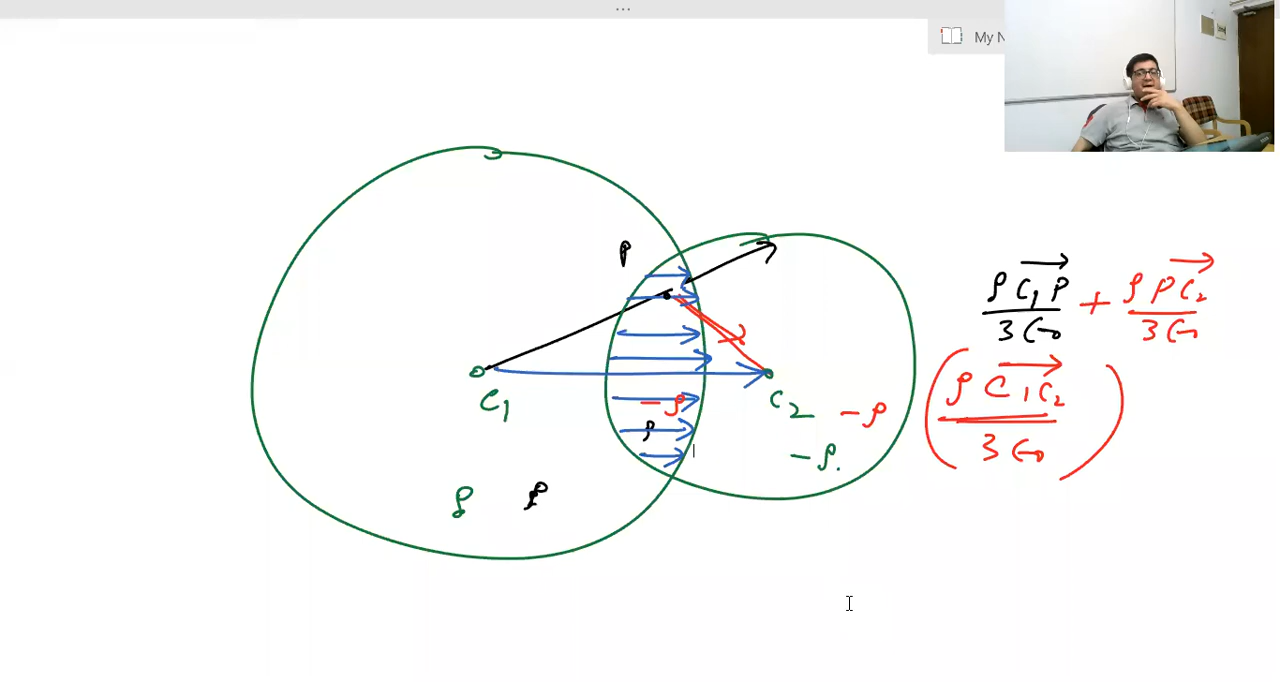 ...
My N
P
ρ C₁P / 3ε₀ + ρ PC₂ / 3ε₀
C₁
C₂
ρ C₁C₂ / 3ε₀
-ρ
ρ
-ρ
-ρ.
ρ ρ